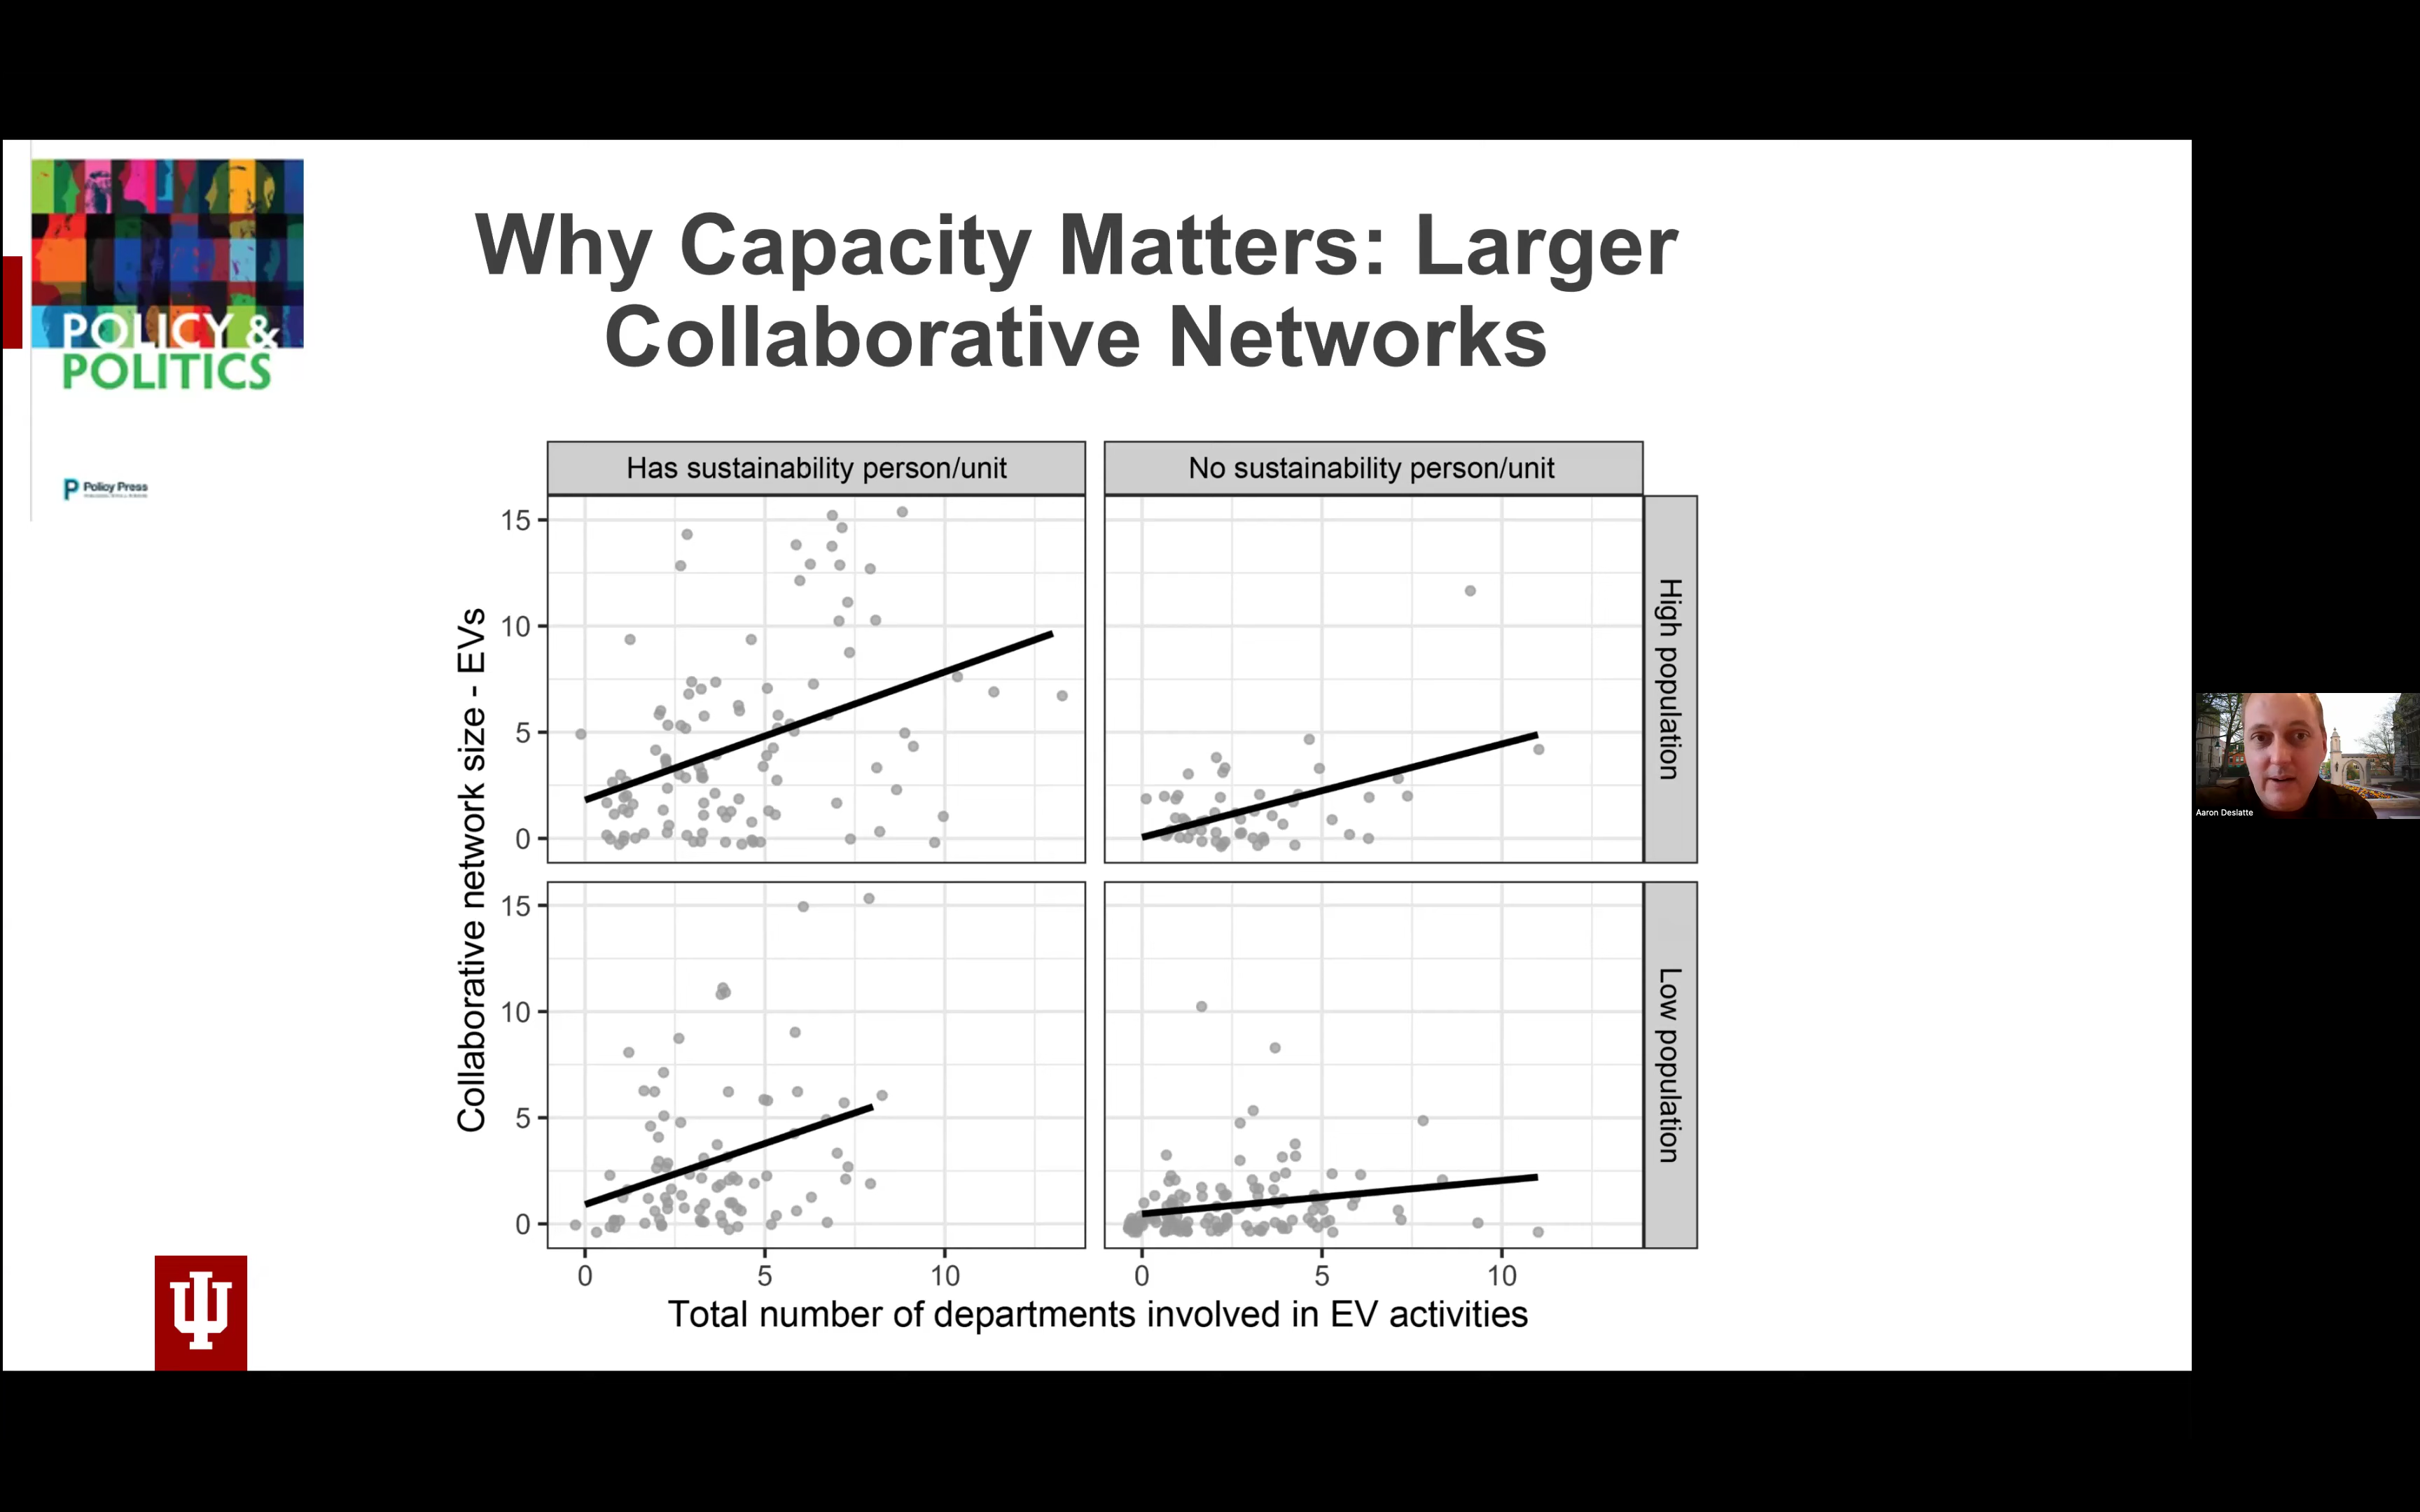 POLICY &
POLITICS
Policy Press
Why Capacity Matters: Larger
Collaborative Networks
Has sustainability person/unit
No sustainability person/unit
High population
Low population
Collaborative network size - EVs
15
10
5
0
15
10
5
0
0
5
10
0
5
10
Total number of departments involved in EV activities
Aaron Deslatte